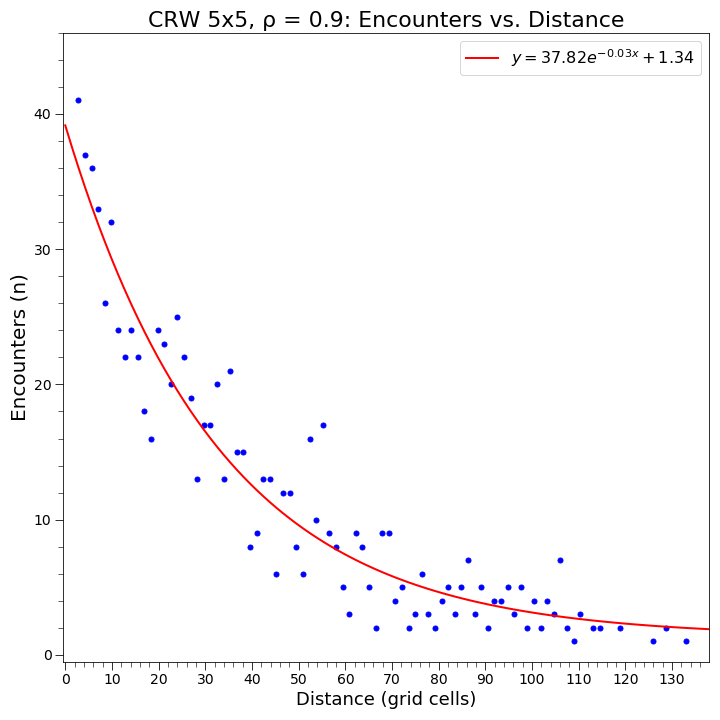 CRW 5x5, ρ = 0.9: Encounters vs. Distance
y = 37.82e^{-0.03x} + 1.34
Encounters (n)
40
30
20
10
0
0 10 20 30 40 50 60 70 80 90 100 110 120 130
Distance (grid cells)